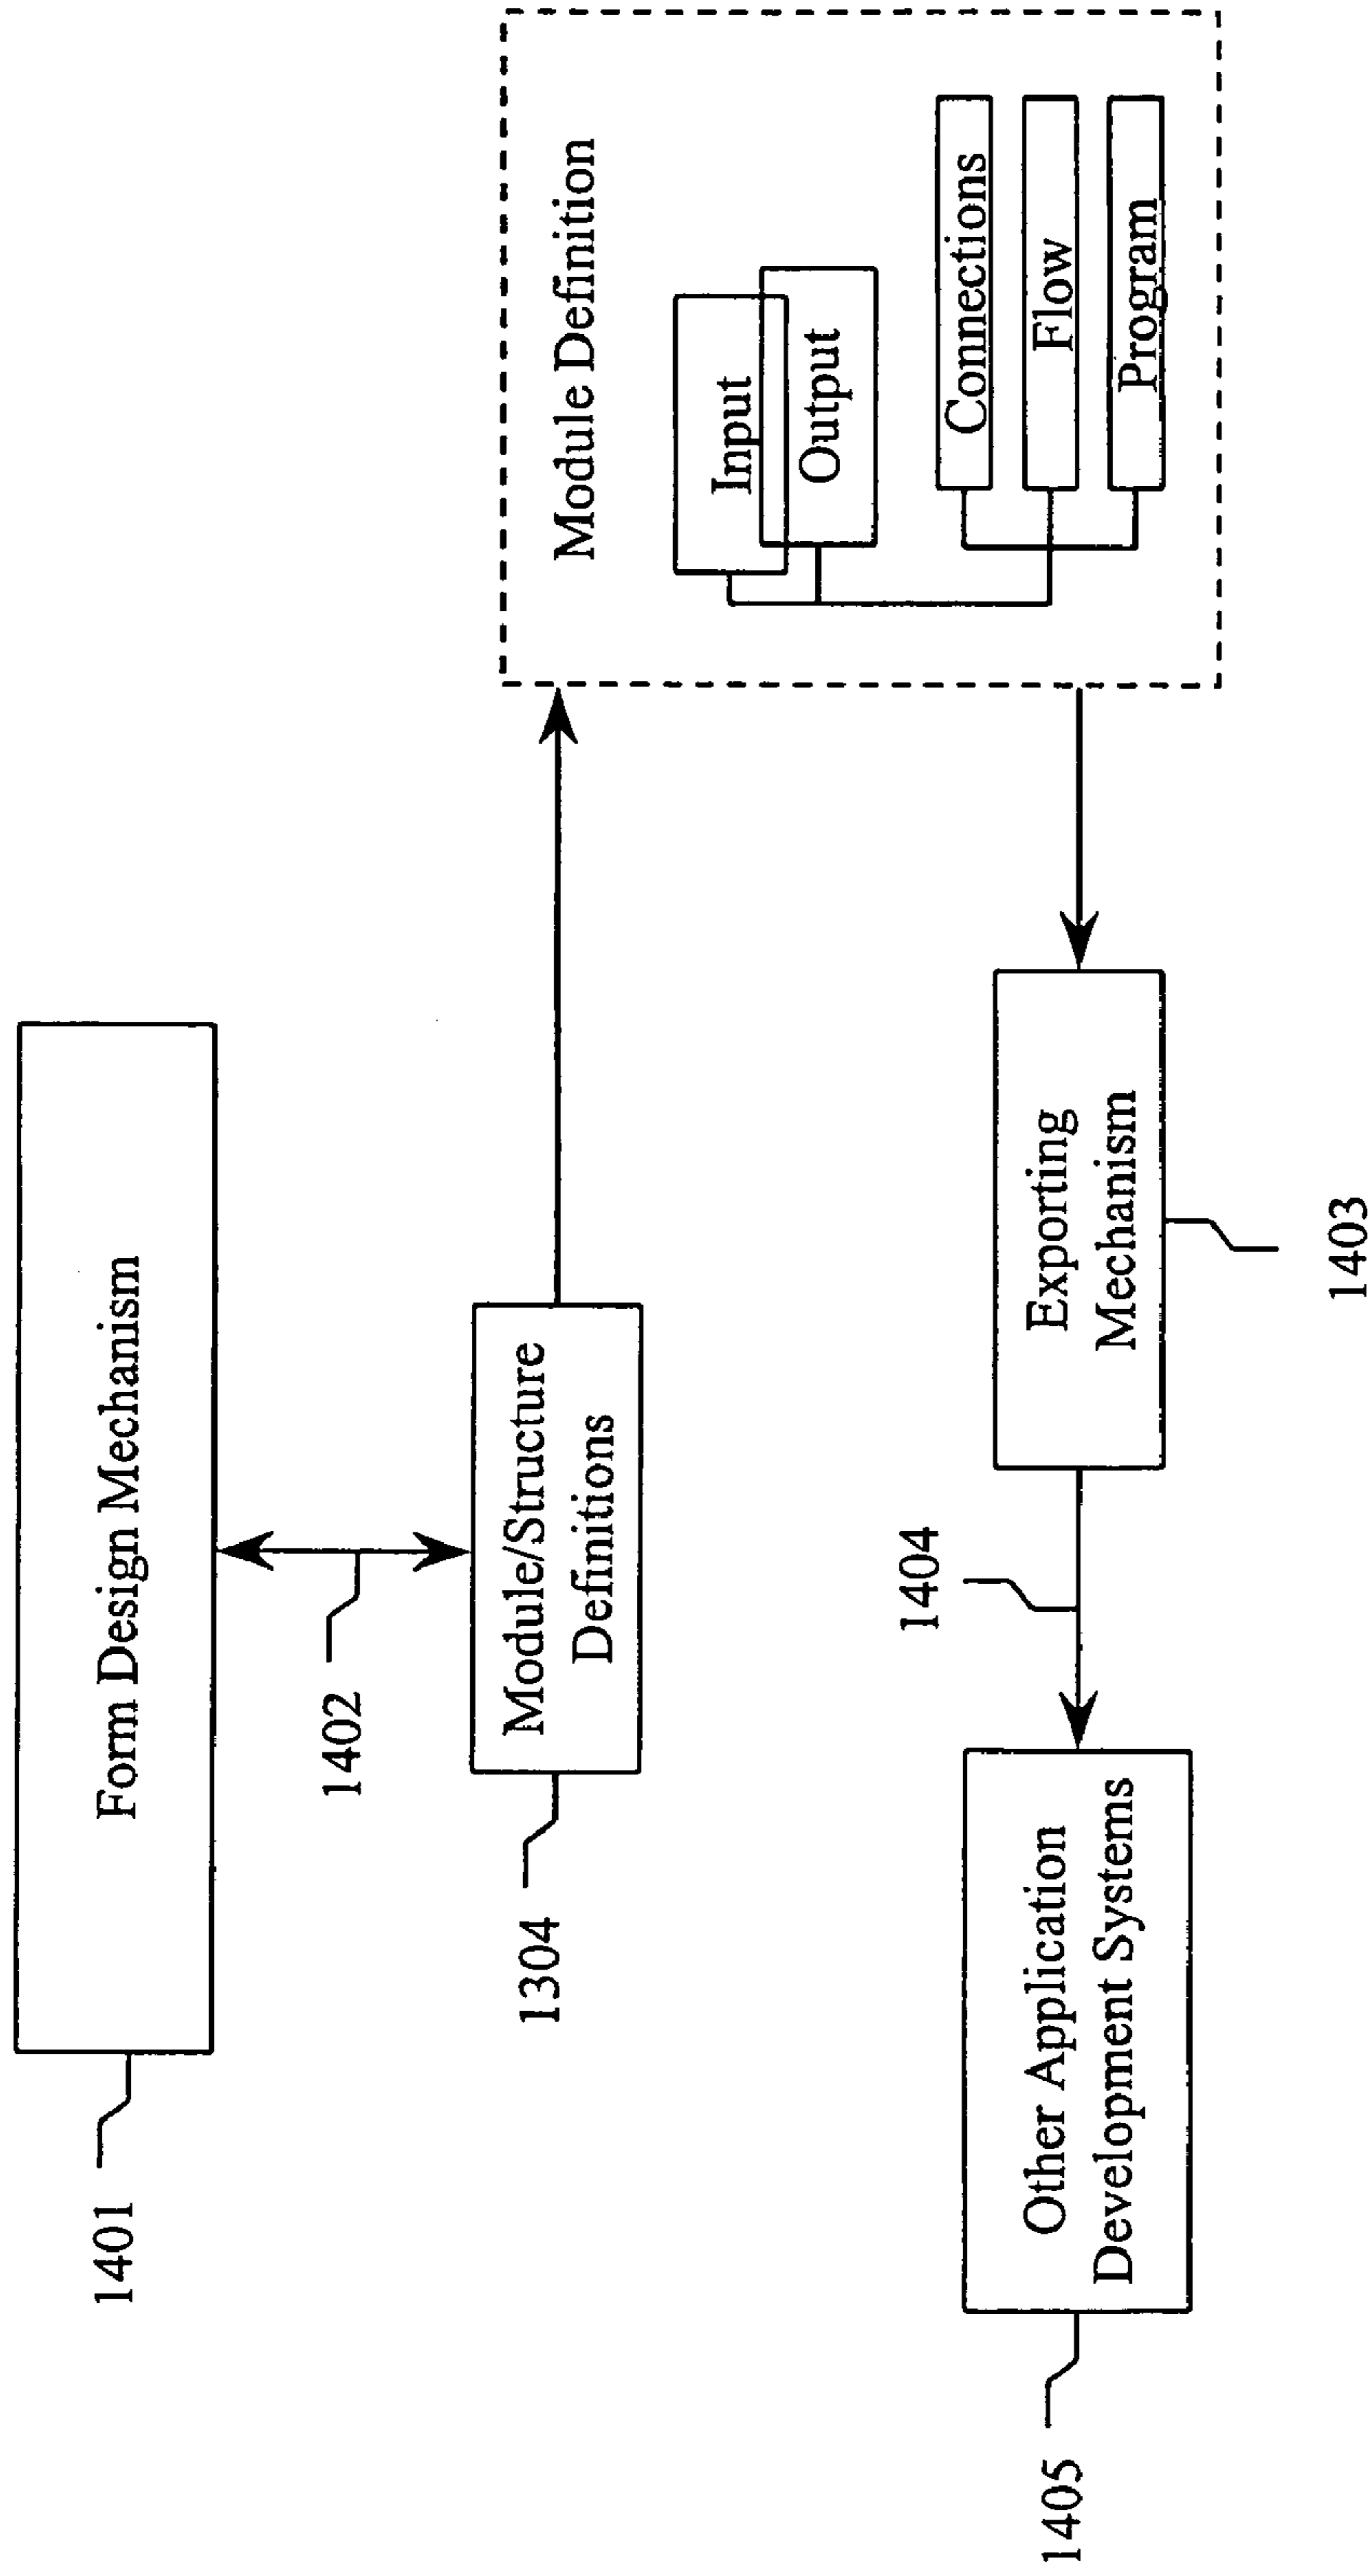 1401
Form Design Mechanism
1402
1304
Module/Structure
Definitions
Module Definition
Input
Output
Connections
Flow
Program
1404
1405
Other Application
Development Systems
Exporting
Mechanism
1403